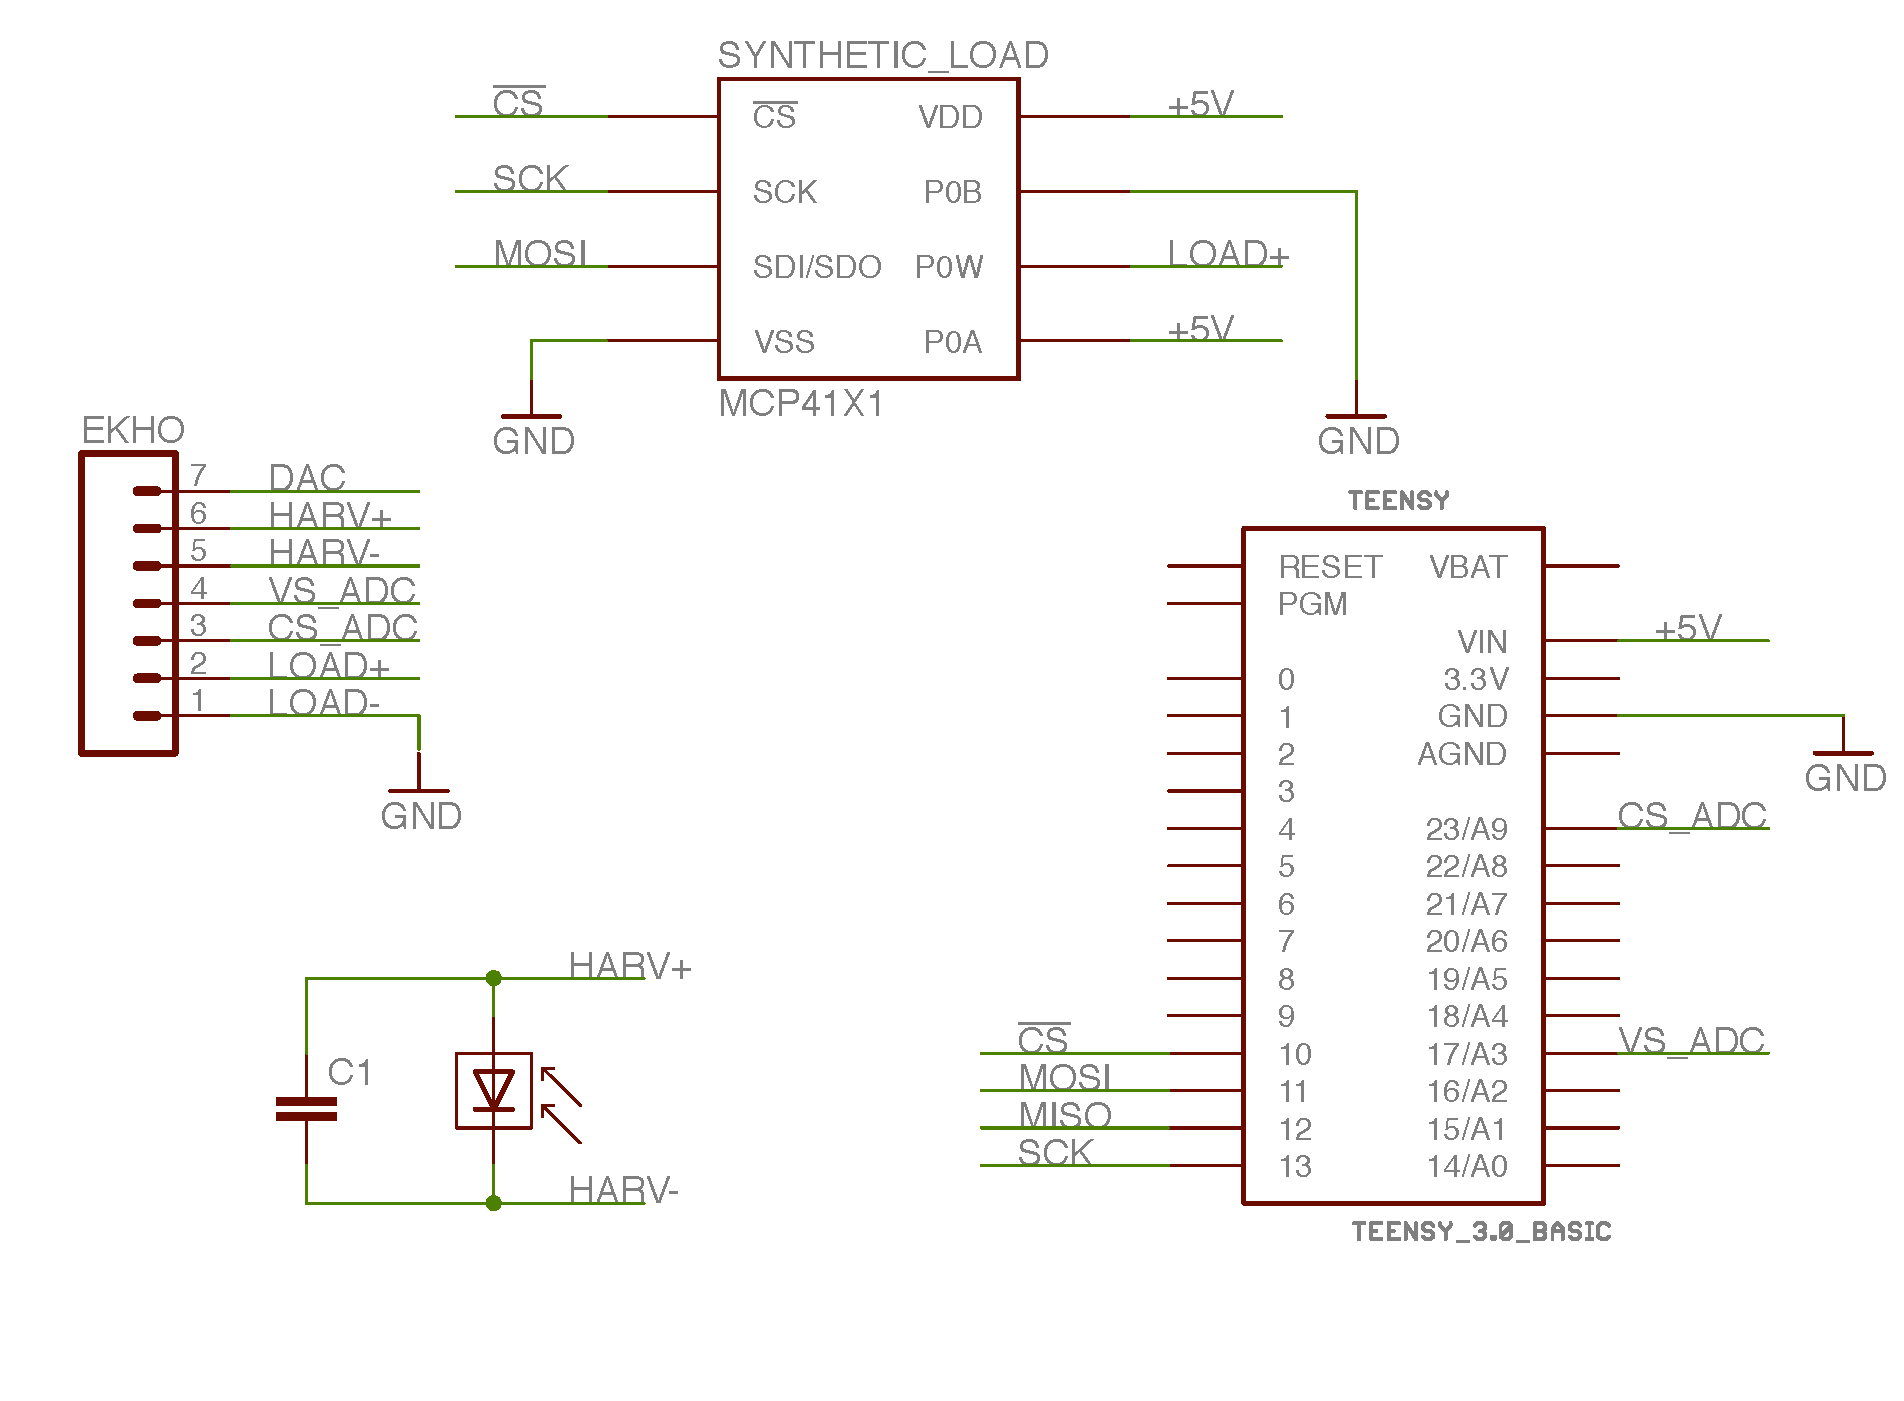 SYNTHETIC_LOAD
CS
SCK
MOSI
CS VDD
SCK P0B
SDI/SDO P0W
VSS P0A
+5V
LOAD+
+5V
MCP41X1
GND
GND
EKHO
7 DAC
6 HARV+
5 HARV-
4 VS_ADC
3 CS_ADC
2 LOAD+
1 LOAD-
GND
TEENSY
RESET VBAT
PGM
VIN +5V
0 3.3V
1 GND
2 AGND
GND
3
4 23/A9 CS_ADC
5 22/A8
6 21/A7
7 20/A6
8 19/A5
9 18/A4
CS 10 17/A3 VS_ADC
MOSI 11 16/A2
MISO 12 15/A1
SCK 13 14/A0
TEENSY_3.0_BASIC
HARV+
C1
HARV-